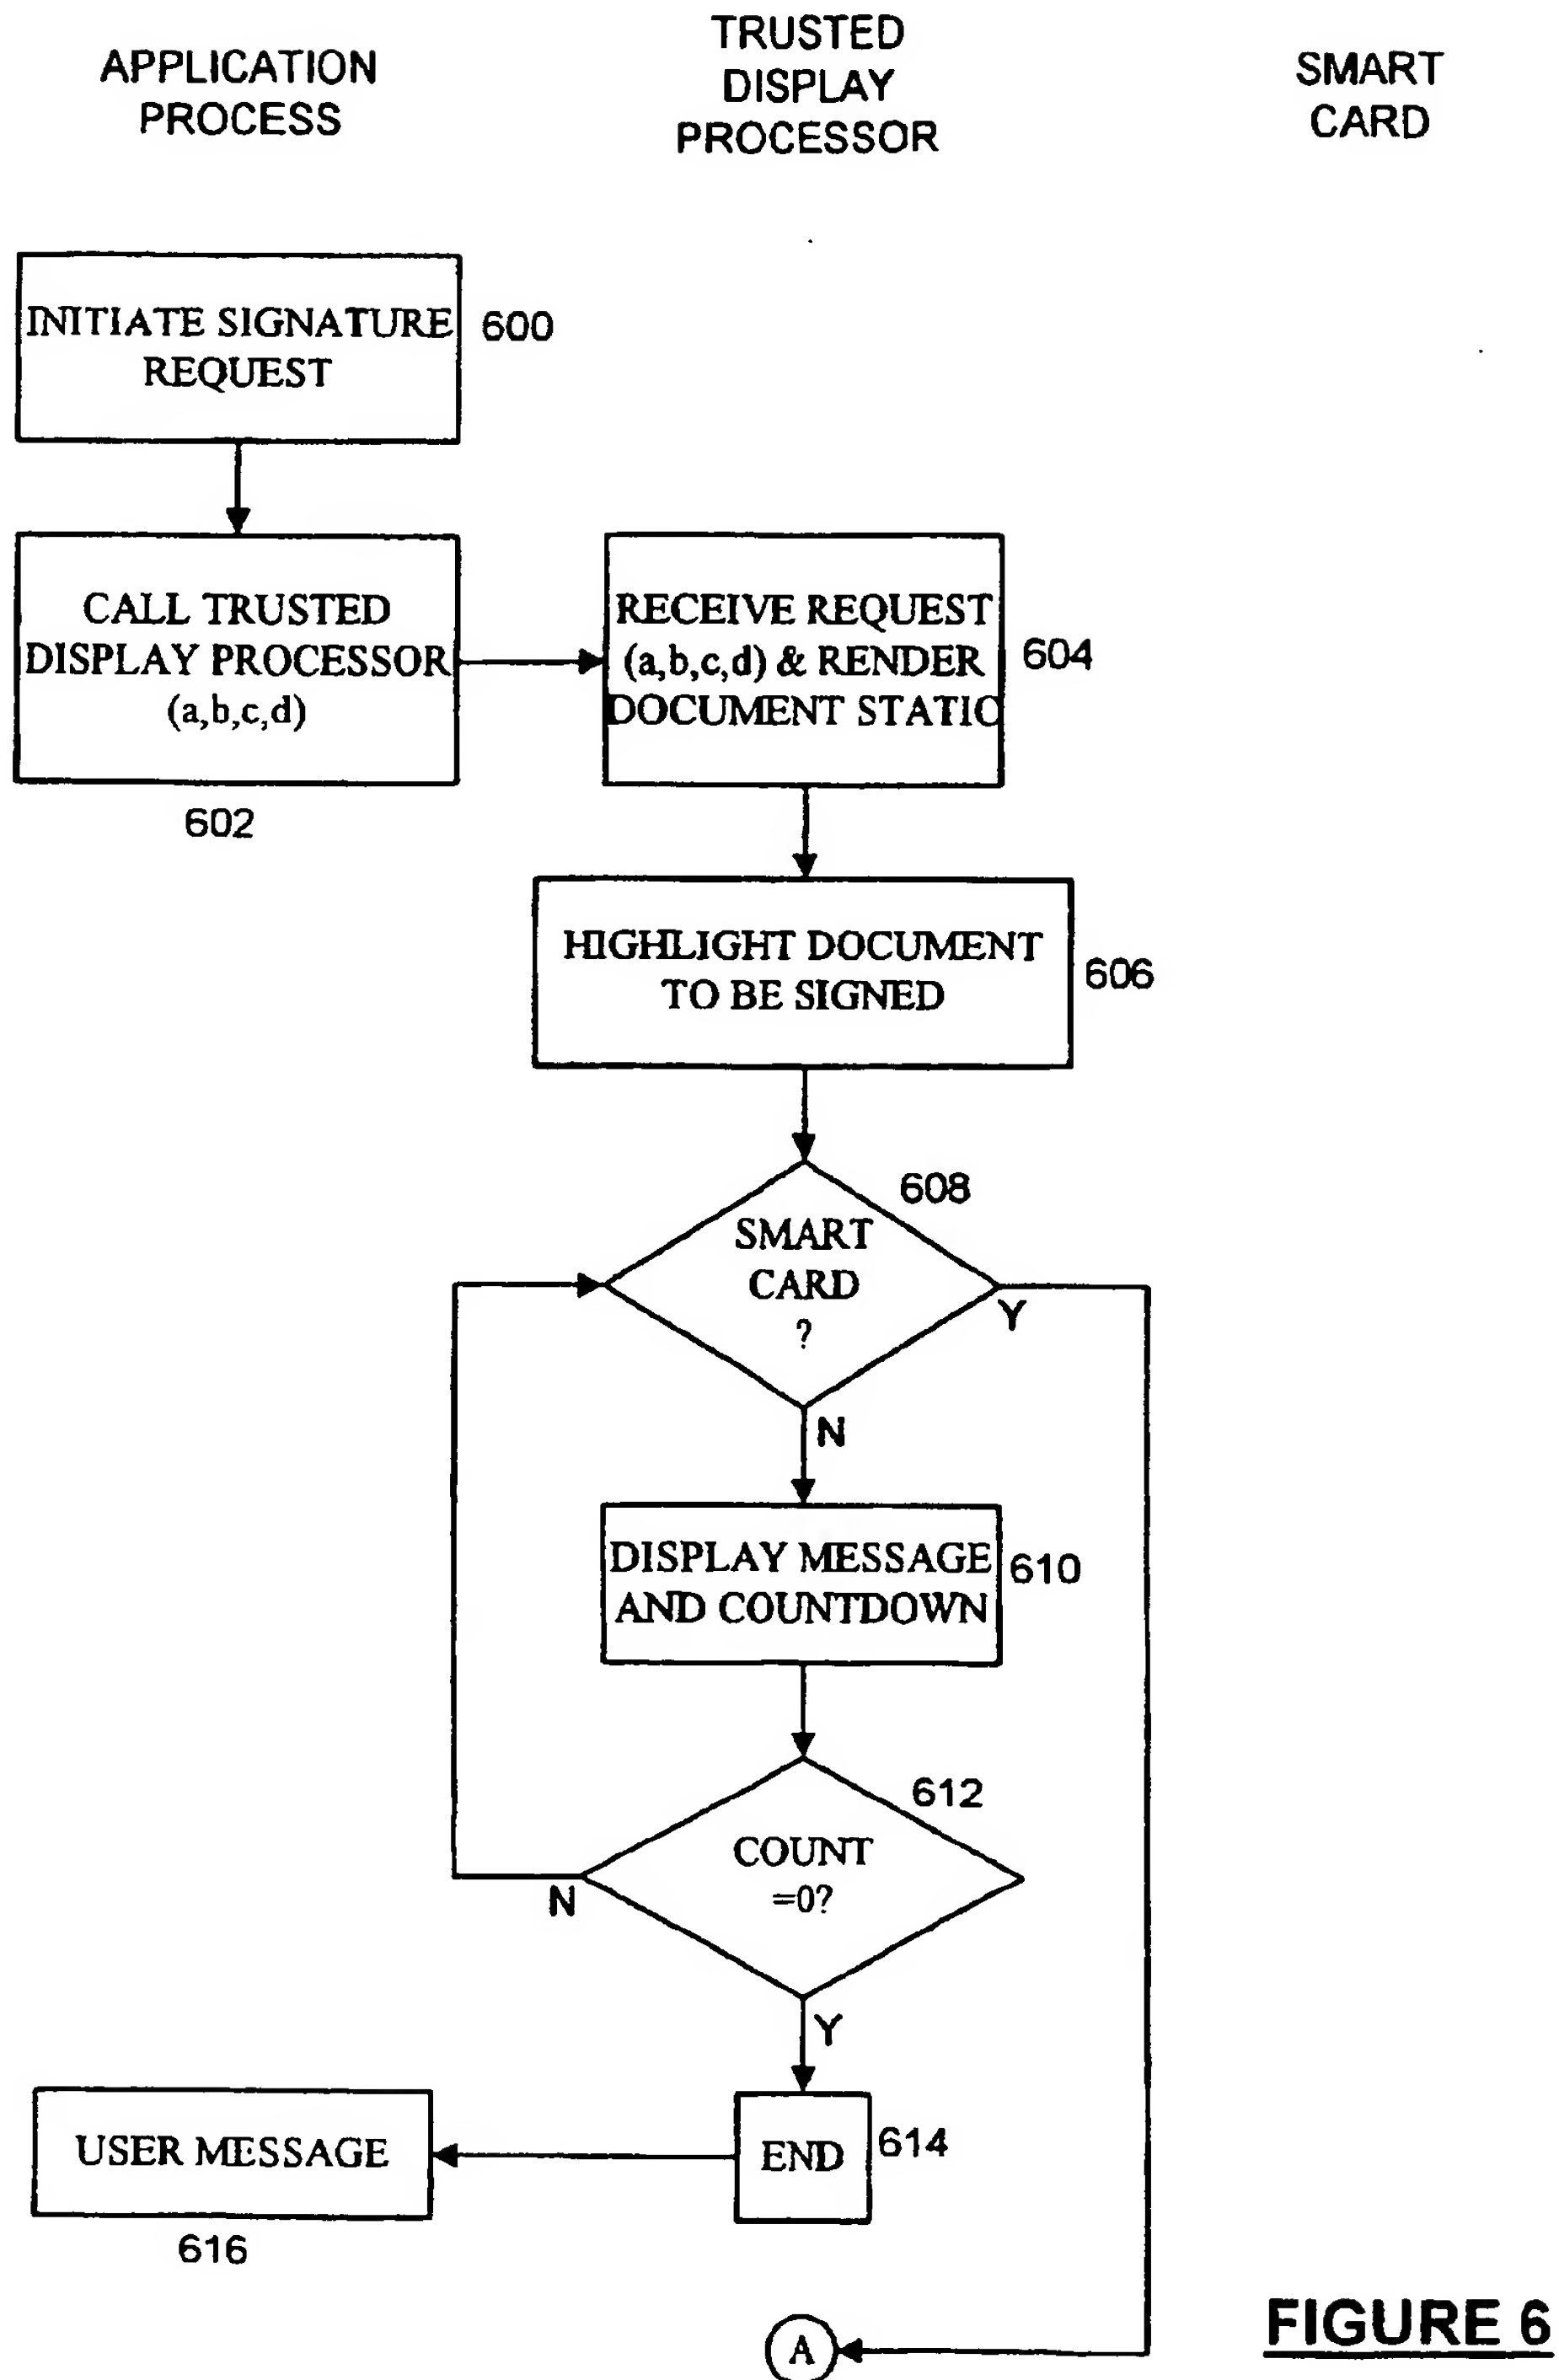 APPLICATION
PROCESS
TRUSTED
DISPLAY
PROCESSOR
SMART
CARD
INITIATE SIGNATURE
REQUEST
600
CALL TRUSTED
DISPLAY PROCESSOR
(a,b,c,d)
602
RECEIVE REQUEST
(a,b,c,d) & RENDER
DOCUMENT STATIC
604
HIGHLIGHT DOCUMENT
TO BE SIGNED
606
608
SMART
CARD
?
Y
N
DISPLAY MESSAGE
AND COUNTDOWN
610
612
COUNT
=0?
N
Y
END
614
USER MESSAGE
616
A
FIGURE 6